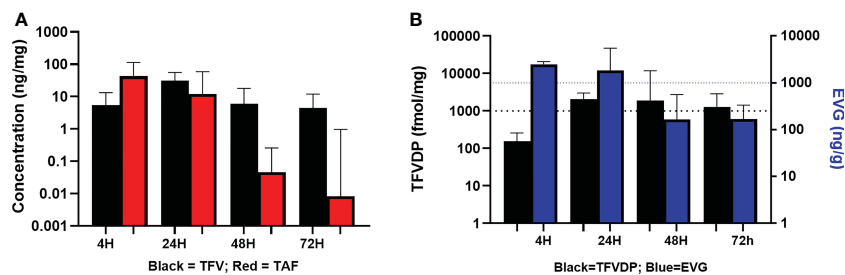 A
Concentration (ng/mg)
1000
100
10
1
0.1
0.01
0.001
4H 24H 48H 72H
Black = TFV; Red = TAF
B
TFVDP (fmol/mg)
100000
10000
1000
100
10
1
10000
1000
100
10
1
EVG (ng/g)
4H 24H 48H 72h
Black=TFVDP; Blue=EVG